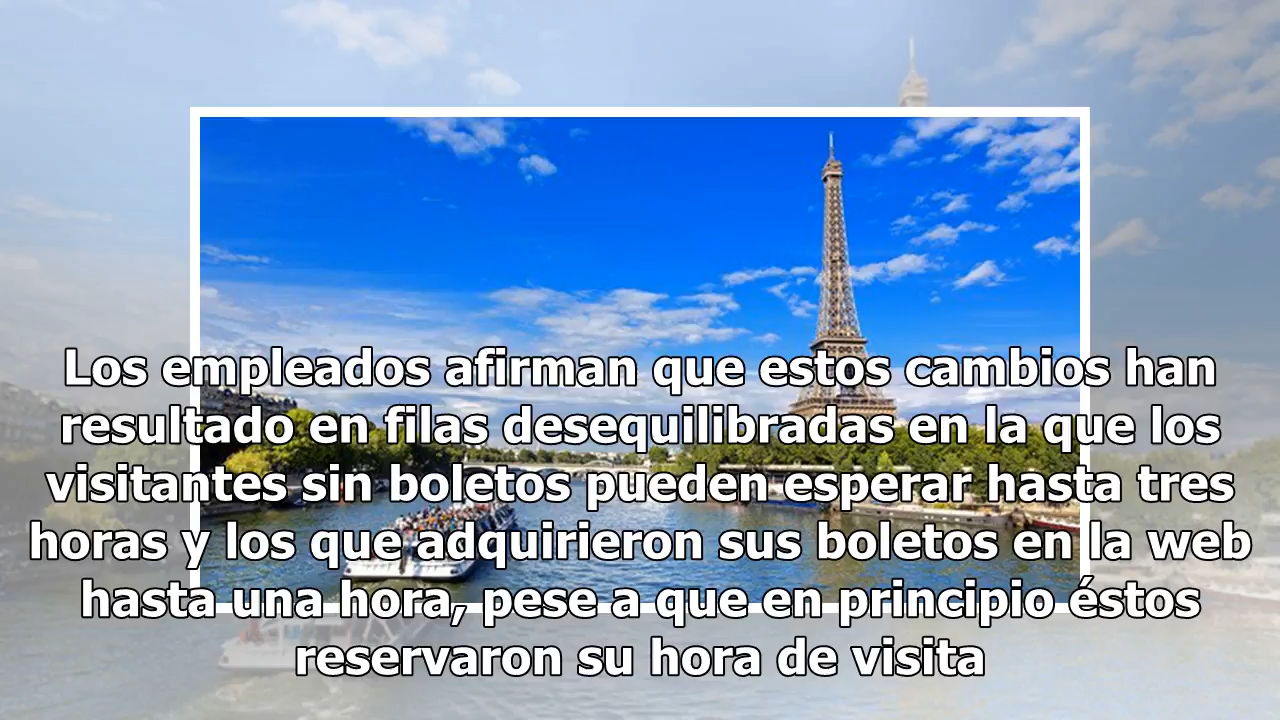 Los empleados afirman que estos cambios han
resultado en filas desequilibradas en la que los
visitantes sin boletos pueden esperar hasta tres
horas y los que adquirieron sus boletos en la web
hasta una hora, pese a que en principio éstos
reservaron su hora de visita